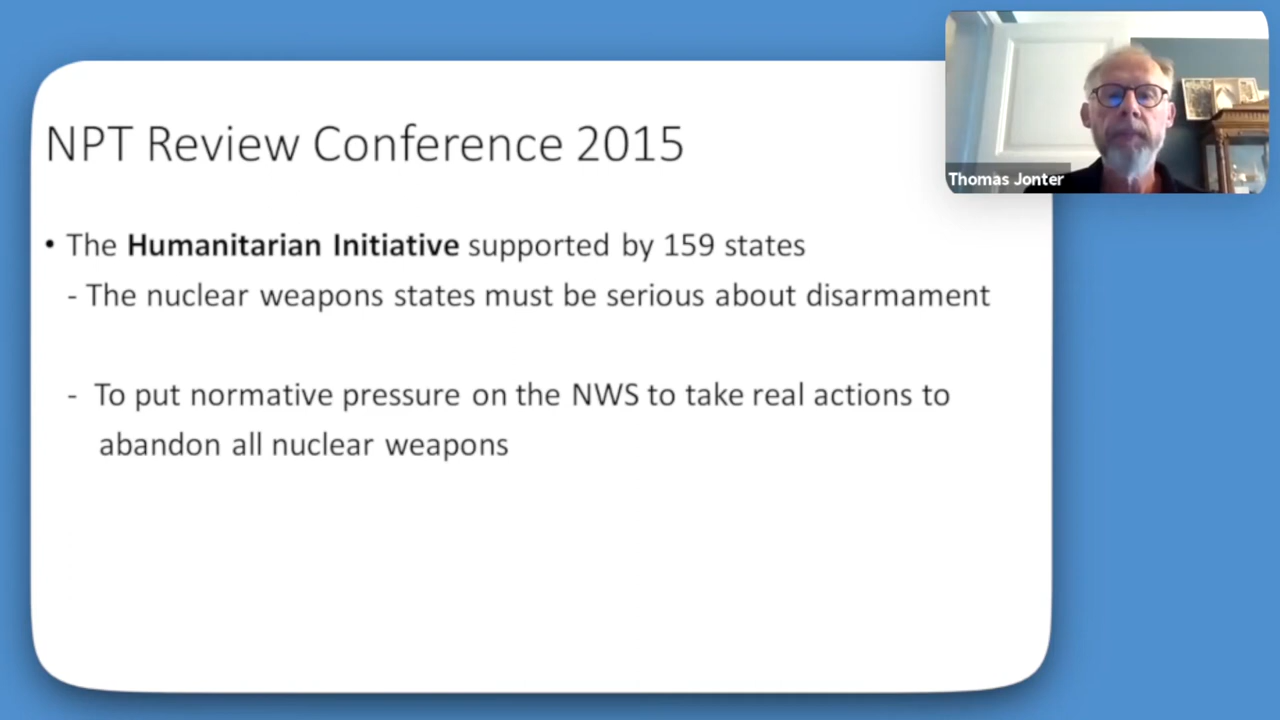 NPT Review Conference 2015
• The Humanitarian Initiative supported by 159 states
- The nuclear weapons states must be serious about disarmament
- To put normative pressure on the NWS to take real actions to
abandon all nuclear weapons
Thomas Jonter